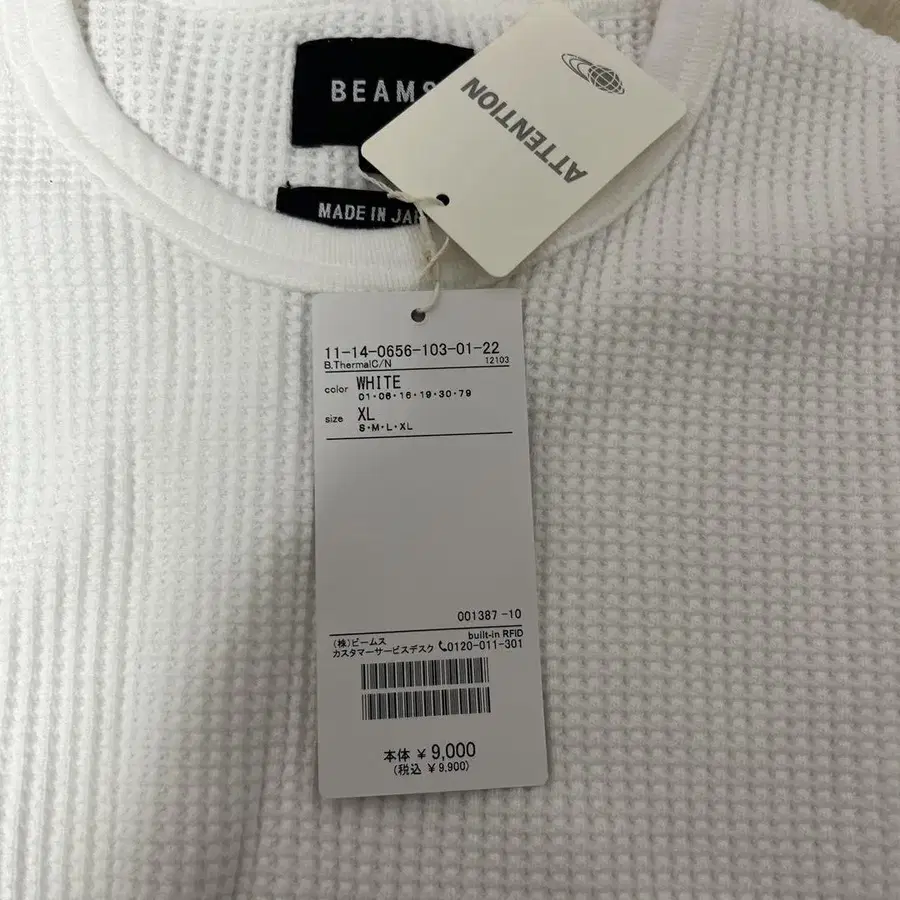 BEAMS
ATTENTION
MADE IN JAP
11-14-0656-103-01-22
B.ThermalC/N 12103
color WHITE
01・06・16・19・30・79
size XL
S・M・L・XL
001387-10
built-in RFID
(株)ビームス
カスタマーサービスデスク 0120-011-301
本体 ¥9,000
(税込 ¥9,900)